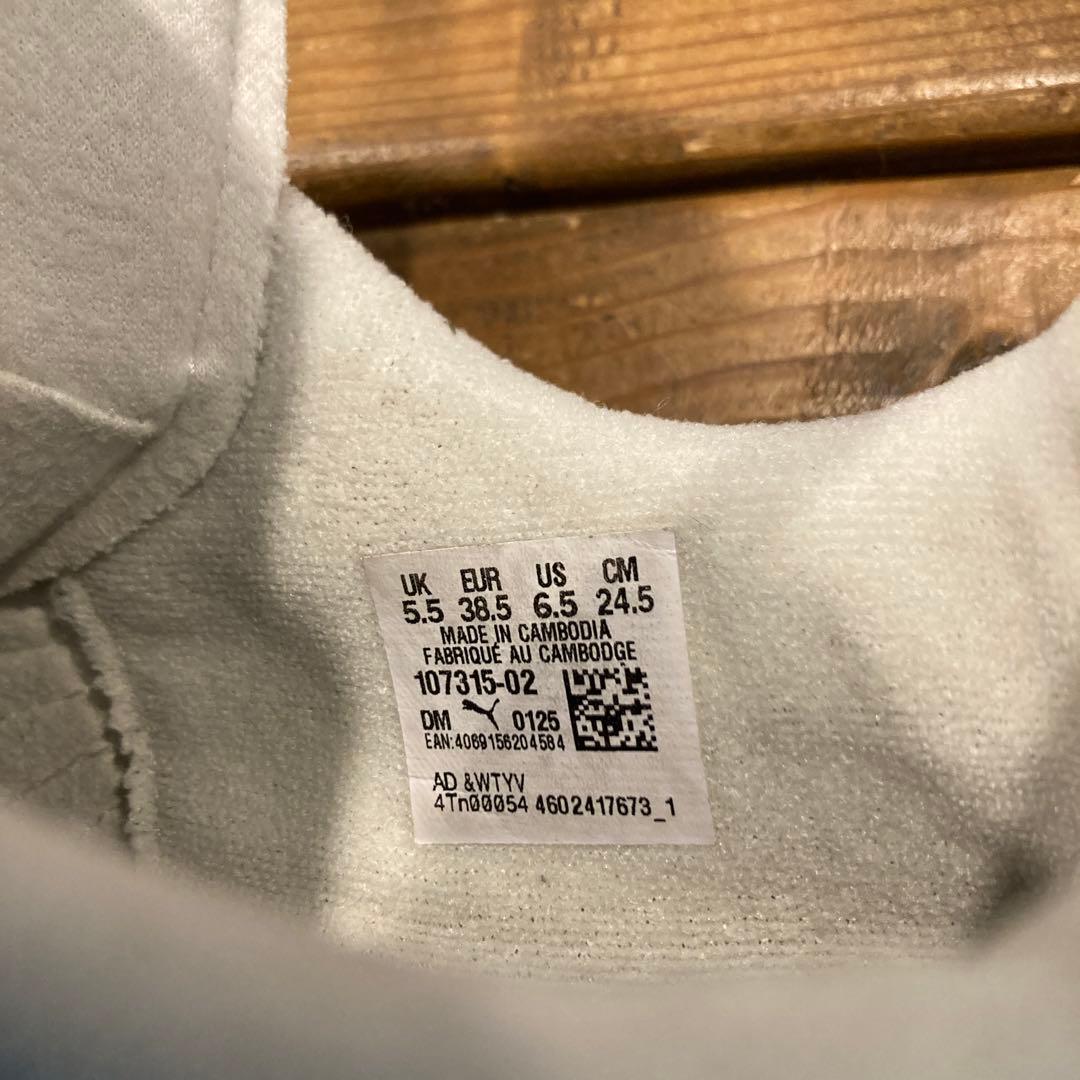 UK EUR US CM
5.5 38.5 6.5 24.5
MADE IN CAMBODIA
FABRIQUÉ AU CAMBODGE
107315-02
DM 0125
EAN:4069156204584
AD &WTYV
4Tn00054 4602417673_1